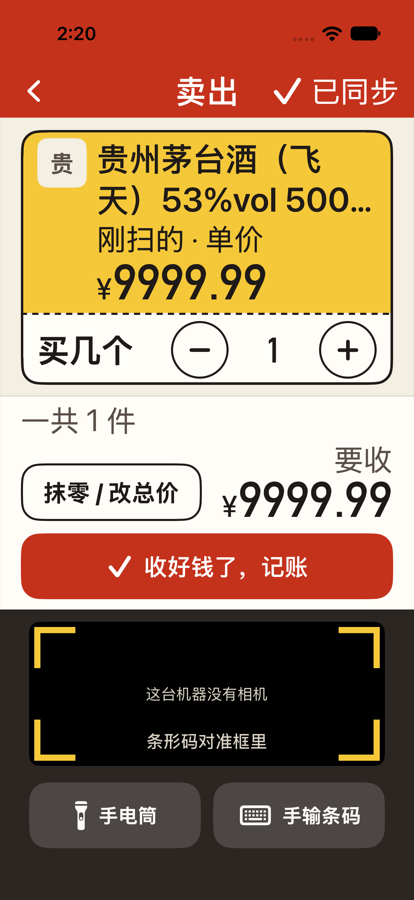 2:20
卖出
已同步
贵
贵州茅台酒（飞
天）53%vol 500…
刚扫的 · 单价
¥9999.99
买几个
1
一共 1 件
要收
抹零 / 改总价
¥9999.99
收好钱了，记账
这台机器没有相机
条形码对准框里
手电筒
手输条码